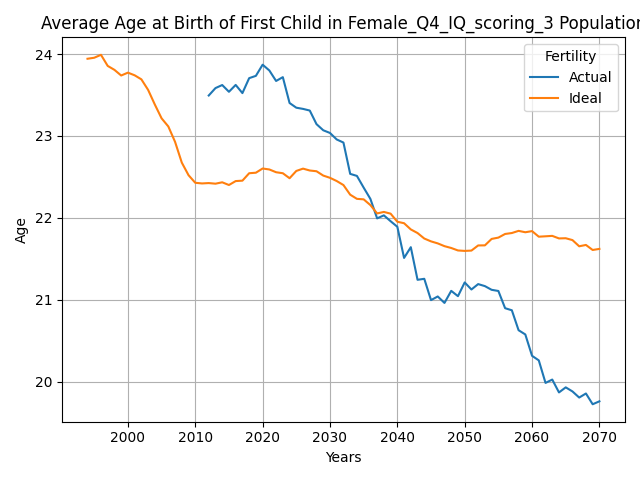 Average Age at Birth of First Child in Female_Q4_IQ_scoring_3 Population
Fertility
Actual
Ideal
24
23
22
21
20
Age
2000 2010 2020 2030 2040 2050 2060 2070
Years